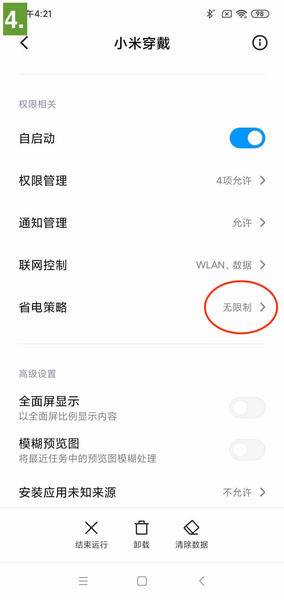 4.
午4:21
98
小米穿戴
权限相关
自启动
权限管理 4项允许
通知管理 允许
联网控制 WLAN、数据
省电策略 无限制
高级设置
全面屏显示
以全面屏比例显示内容
模糊预览图
将最近任务中的预览图模糊处理
安装应用未知来源 不允许
结束运行 卸载 清除数据